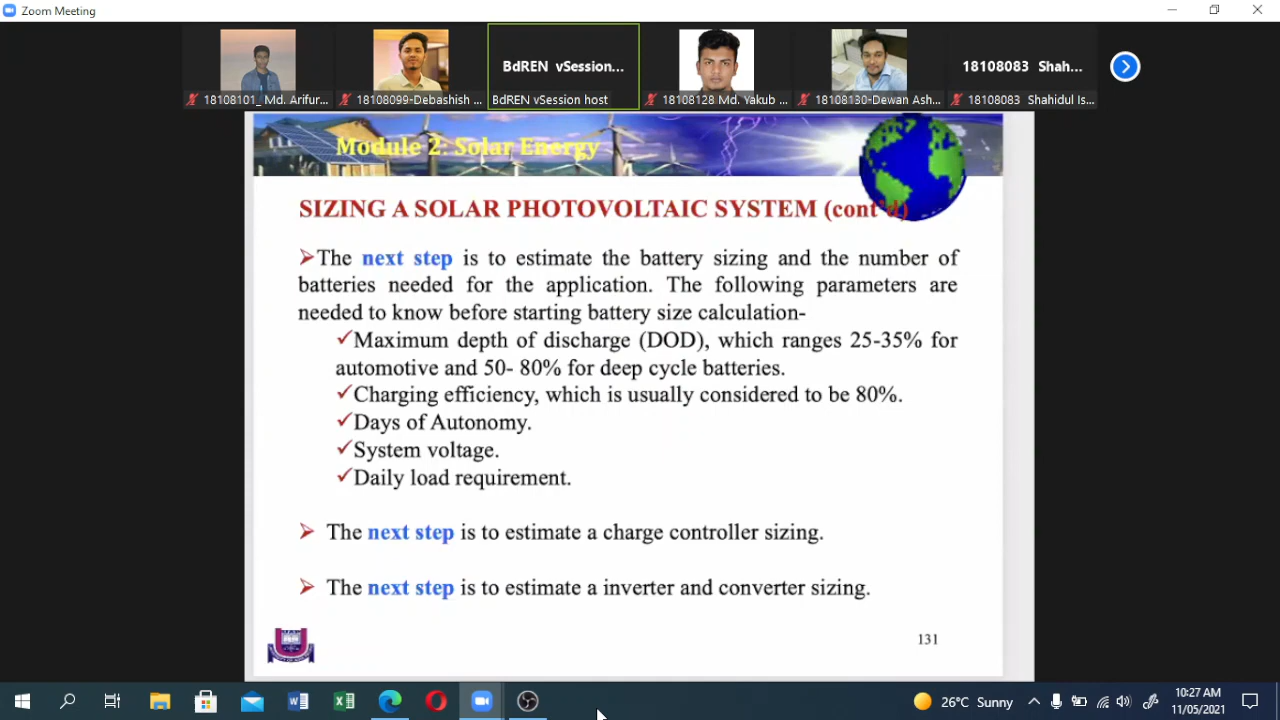 Zoom Meeting
BdREN vSession...
18108083 Shah...
18108101_ Md. Arifur...
18108099-Debashish ...
BdREN vSession host
18108128 Md. Yakub ...
18108130-Dewan Ash...
18108083 Shahidul Is...
Module 2: Solar Energy
SIZING A SOLAR PHOTOVOLTAIC SYSTEM (cont'd)
➢The next step is to estimate the battery sizing and the number of
batteries needed for the application. The following parameters are
needed to know before starting battery size calculation-
✓Maximum depth of discharge (DOD), which ranges 25-35% for
automotive and 50- 80% for deep cycle batteries.
✓Charging efficiency, which is usually considered to be 80%.
✓Days of Autonomy.
✓System voltage.
✓Daily load requirement.
➢ The next step is to estimate a charge controller sizing.
➢ The next step is to estimate a inverter and converter sizing.
131
26°C Sunny
10:27 AM
11/05/2021